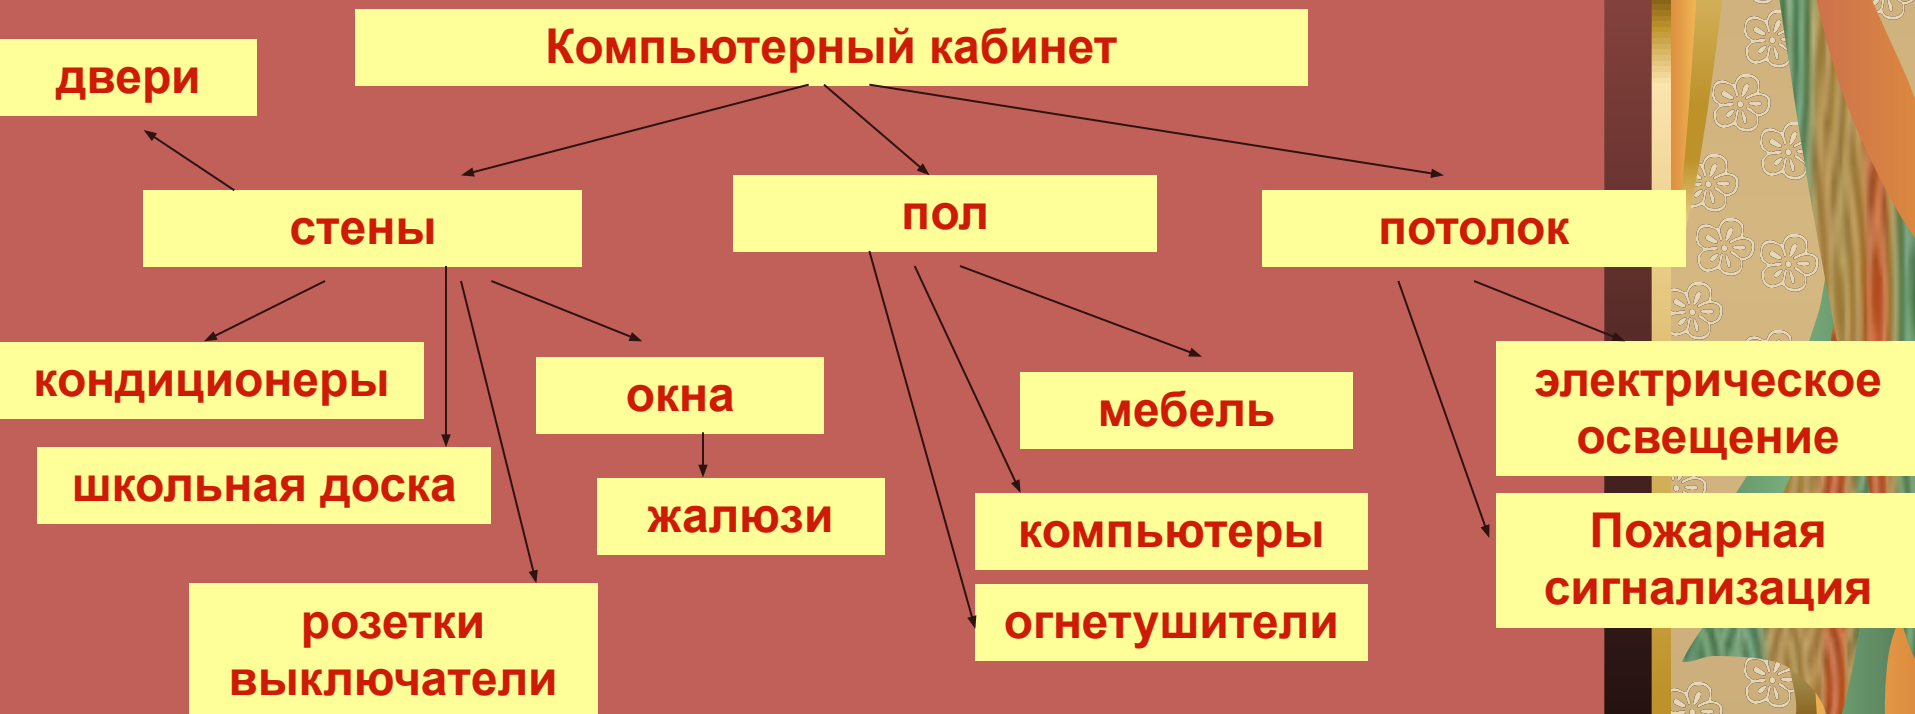 Компьютерный кабинет
двери
стены
пол
потолок
кондиционеры
окна
мебель
электрическое
освещение
школьная доска
жалюзи
компьютеры
Пожарная
сигнализация
розетки
выключатели
огнетушители